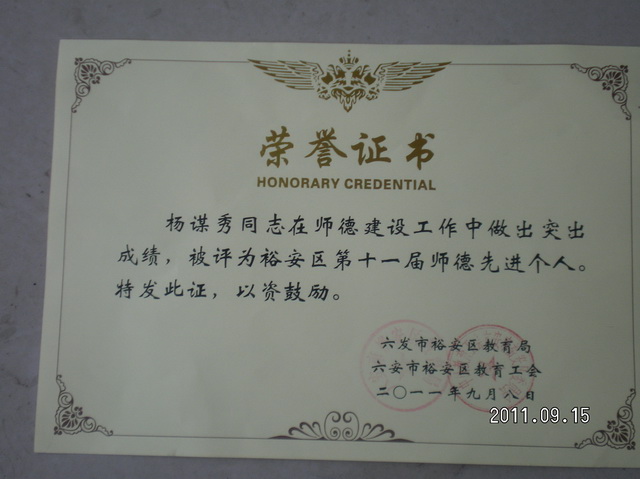 荣誉证书
HONORARY CREDENTIAL
杨谋秀同志在师德建设工作中做出突出
成绩，被评为裕安区第十一届师德先进个人。
特发此证，以资鼓励。
六发市裕安区教育局
六安市裕安区教育工会
二〇一一年九月八日
2011.09.15